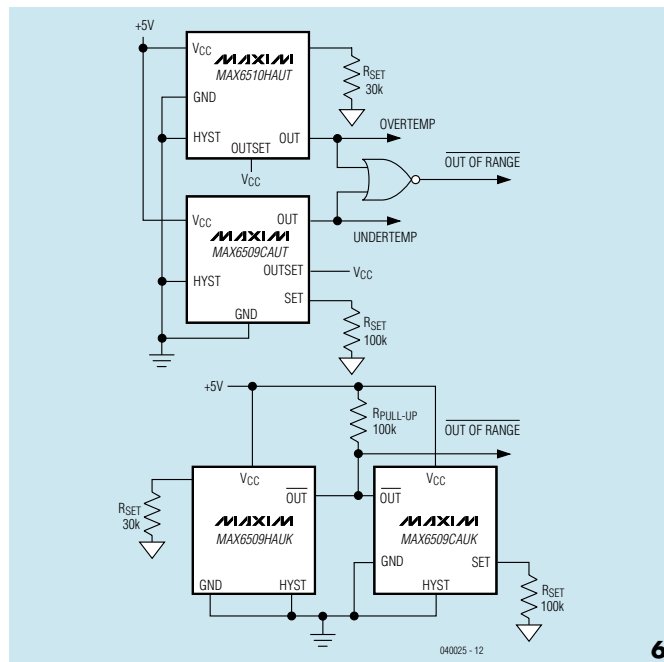 +5V
VCC
MAXIM
MAX6510HAUT
RSET
30k
GND
HYST
OUT
OUTSET
VCC
OVERTEMP
OUT OF RANGE
VCC
OUT
MAXIM
MAX6509CAUT
UNDERTEMP
OUTSET
VCC
HYST
SET
GND
RSET
100k
+5V
RPULL-UP
100k
OUT OF RANGE
VCC
VCC
RSET
30k
OUT
OUT
MAXIM
MAX6509HAUK
MAXIM
MAX6509CAUK
GND
SET
GND
HYST
HYST
RSET
100k
040025 - 12
6